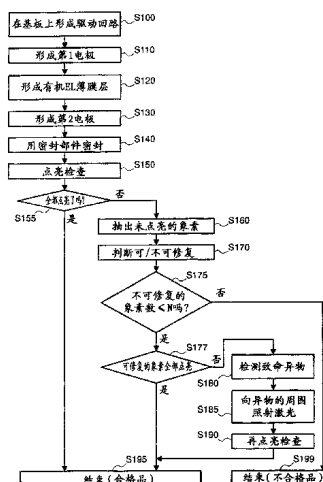 S100
在基板上形成驱动回路
S110
形成第1电极
S120
形成有机EL薄膜层
S130
形成第2电极
S140
用密封部件密封
S150
点亮检查
全部点亮了吗?
S155
否
是
S160
抽出未点亮的象素
S170
判断可/不可修复
S175
不可修复的
象素数<N吗?
否
是
S177
可修复的象素全部点亮
否
是
检测致命异物
S180
向异物的周围
照射激光
S185
S190
再点亮检查
S195
结束(合格品)
S199
结束(不合格品)